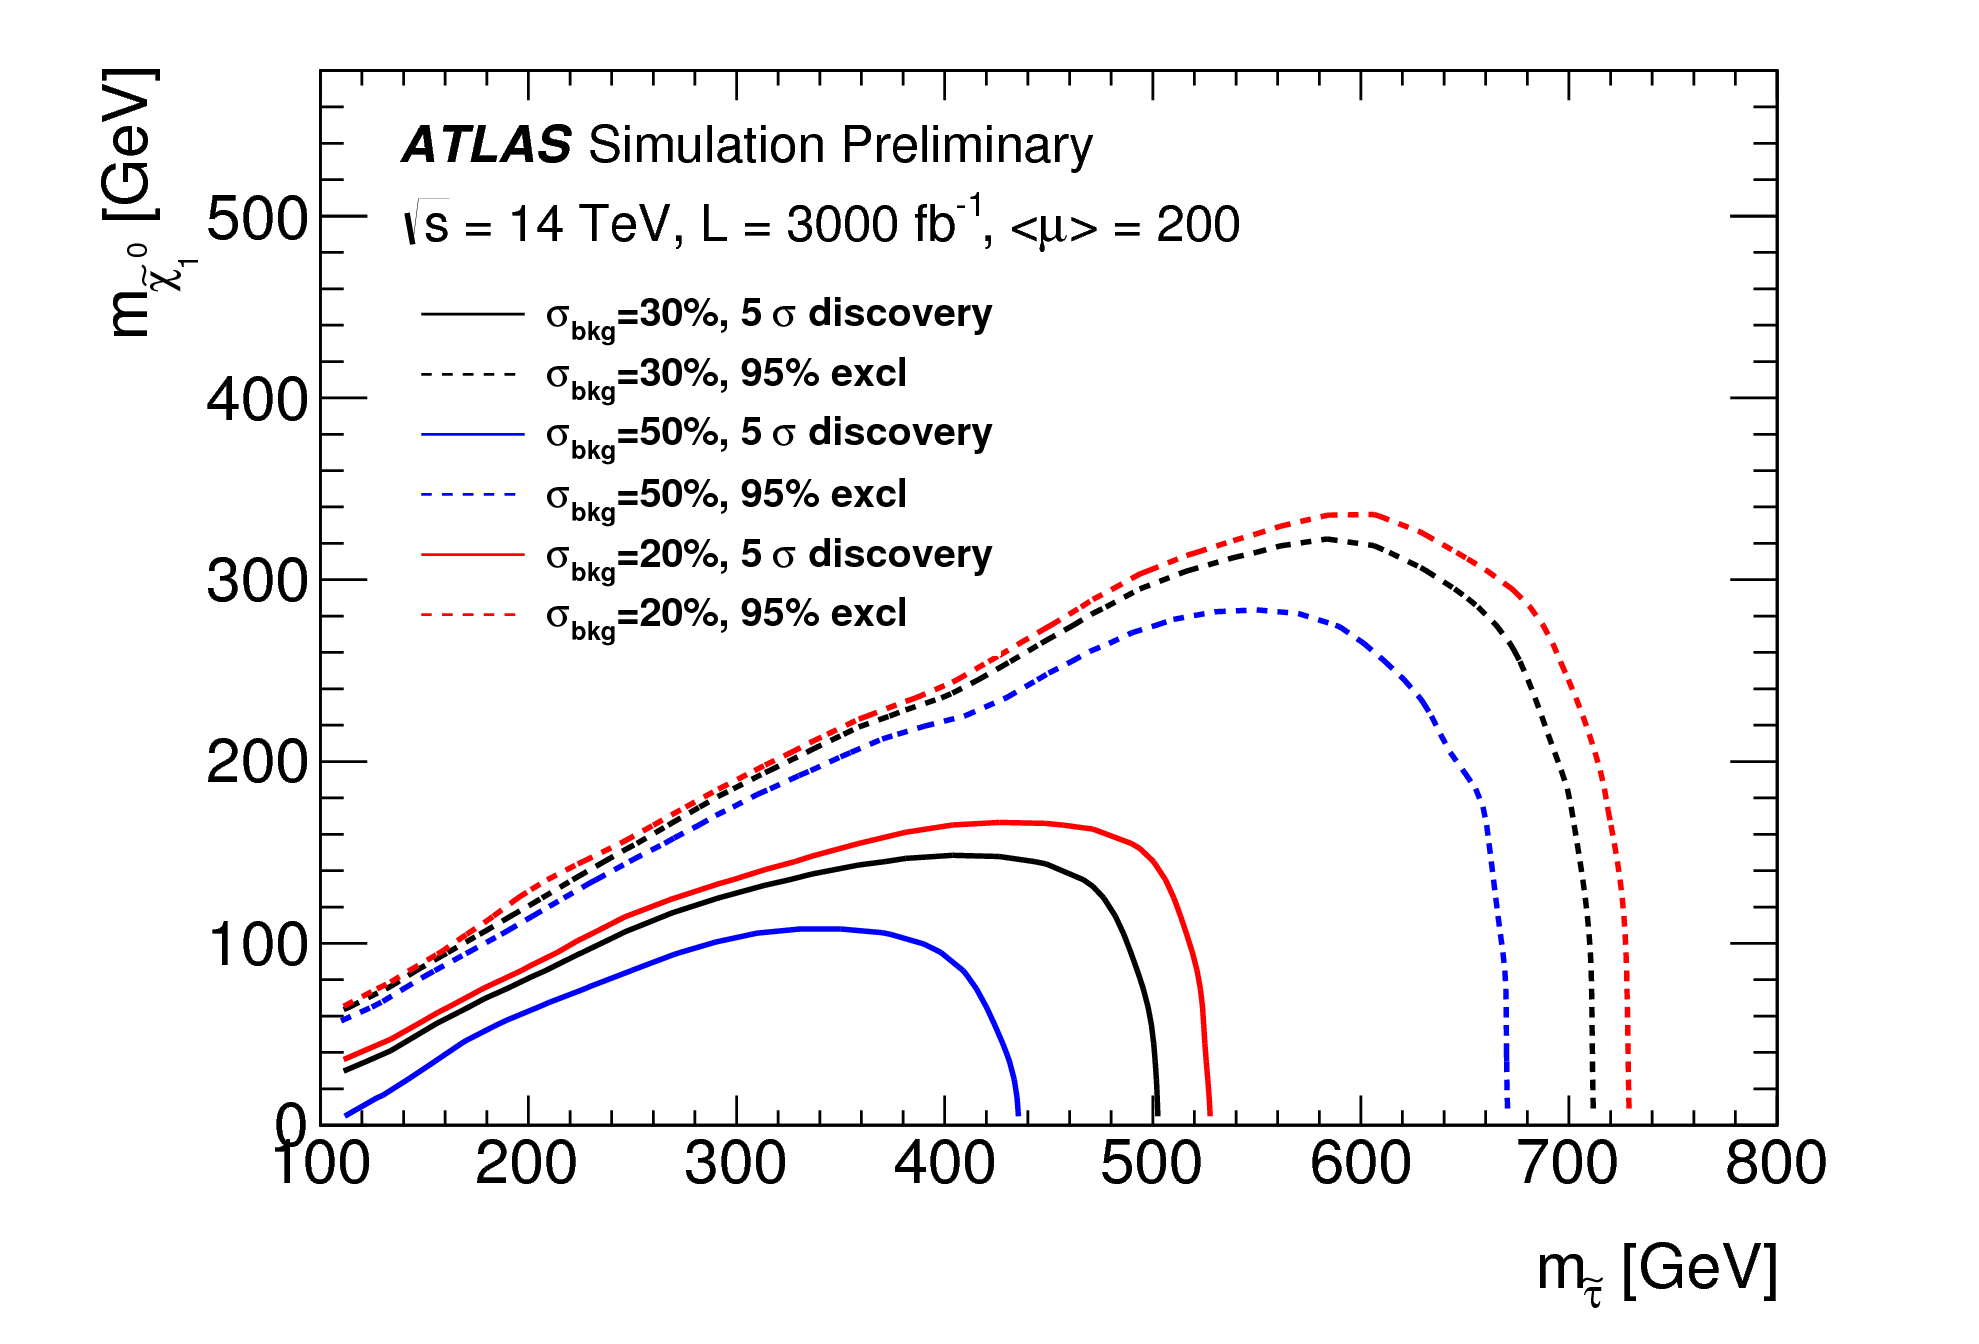 ATLAS Simulation Preliminary
√s = 14 TeV, L = 3000 fb⁻¹, <μ> = 200
σbkg=30%, 5 σ discovery
σbkg=30%, 95% excl
σbkg=50%, 5 σ discovery
σbkg=50%, 95% excl
σbkg=20%, 5 σ discovery
σbkg=20%, 95% excl
m χ̃₁⁰ [GeV]
500
400
300
200
100
0
100 200 300 400 500 600 700 800
m τ̃ [GeV]